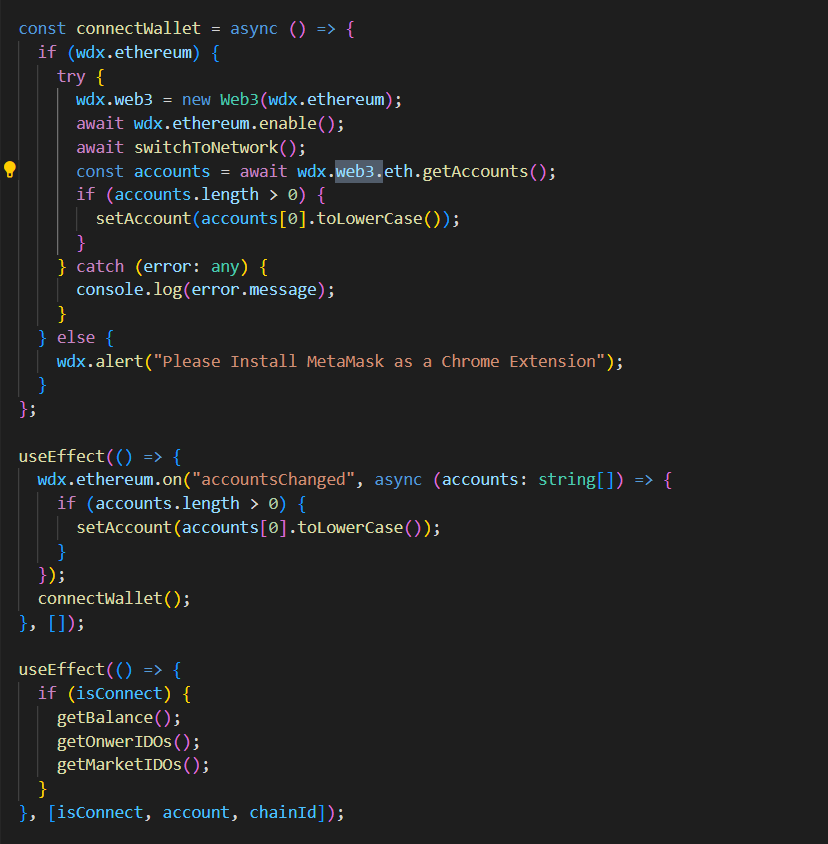 const connectWallet = async () => {
if (wdx.ethereum) {
try {
wdx.web3 = new Web3(wdx.ethereum);
await wdx.ethereum.enable();
await switchToNetwork();
const accounts = await wdx.web3.eth.getAccounts();
if (accounts.length > 0) {
setAccount(accounts[0].toLowerCase());
}
} catch (error: any) {
console.log(error.message);
}
} else {
wdx.alert("Please Install MetaMask as a Chrome Extension");
}
};
useEffect(() => {
wdx.ethereum.on("accountsChanged", async (accounts: string[]) => {
if (accounts.length > 0) {
setAccount(accounts[0].toLowerCase());
}
});
connectWallet();
}, []);
useEffect(() => {
if (isConnect) {
getBalance();
getOnwerIDOs();
getMarketIDOs();
}
}, [isConnect, account, chainId]);